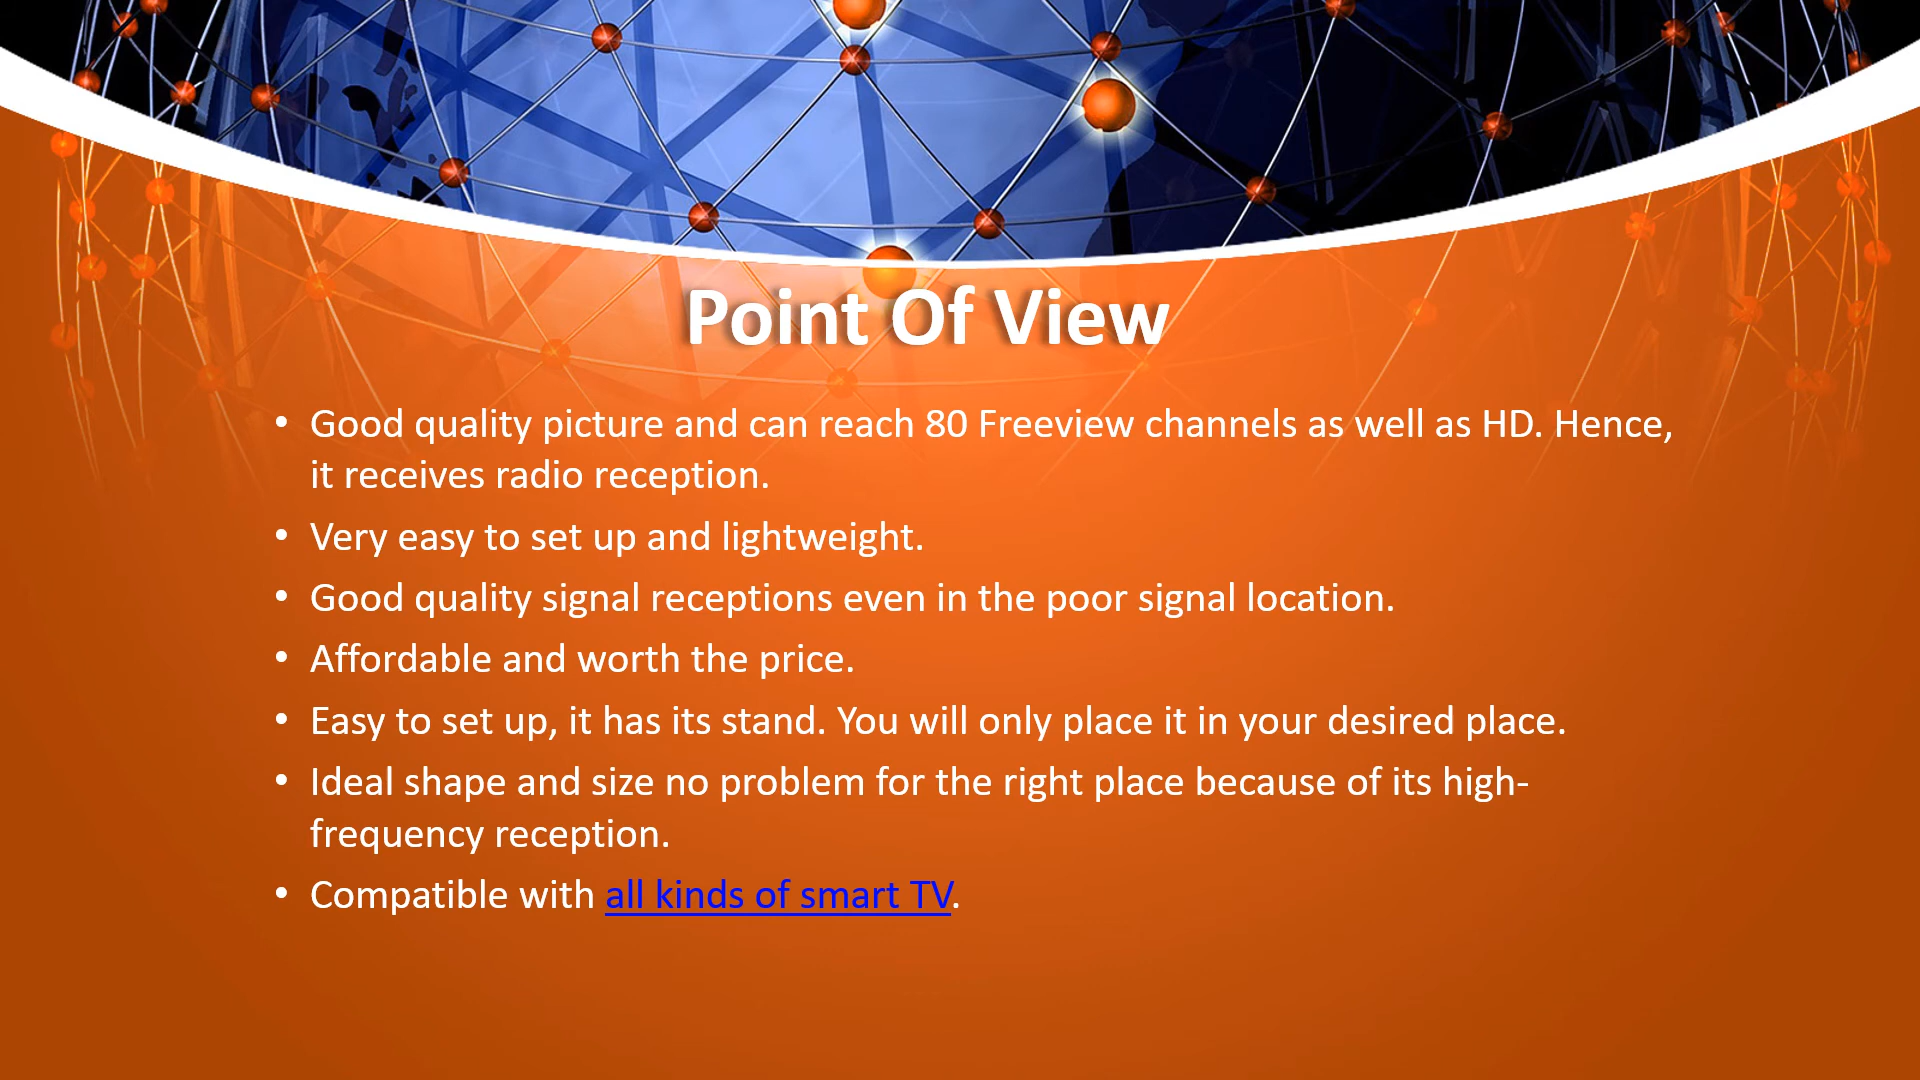 Point Of View
• Good quality picture and can reach 80 Freeview channels as well as HD. Hence,
it receives radio reception.
• Very easy to set up and lightweight.
• Good quality signal receptions even in the poor signal location.
• Affordable and worth the price.
• Easy to set up, it has its stand. You will only place it in your desired place.
• Ideal shape and size no problem for the right place because of its high-
frequency reception.
• Compatible with all kinds of smart TV.